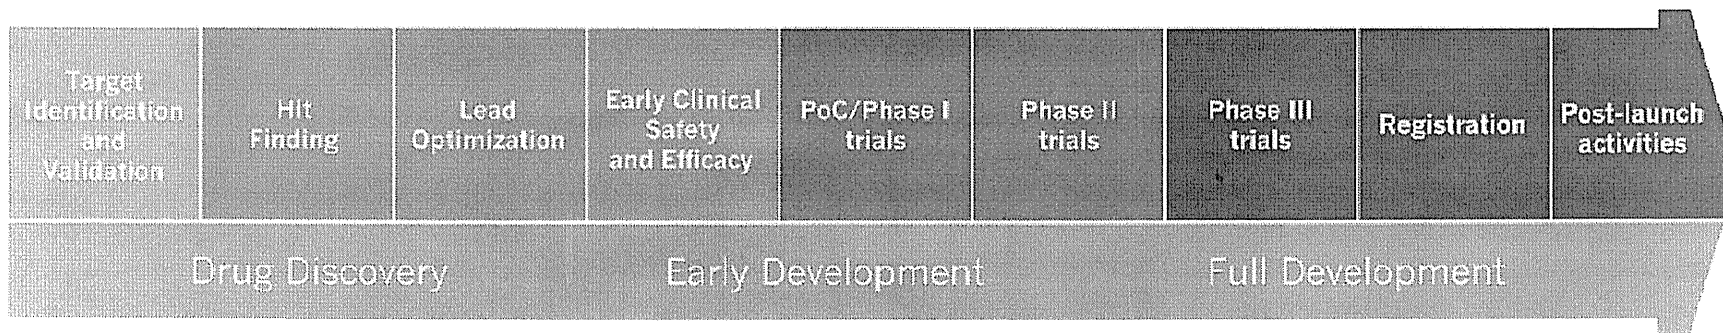 Target
Identification
and
Validation
Hit
Finding
Lead
Optimization
Early Clinical
Safety
and Efficacy
PoC/Phase I
trials
Phase II
trials
Phase III
trials
Registration
Post-launch
activities
Drug Discovery
Early Development
Full Development